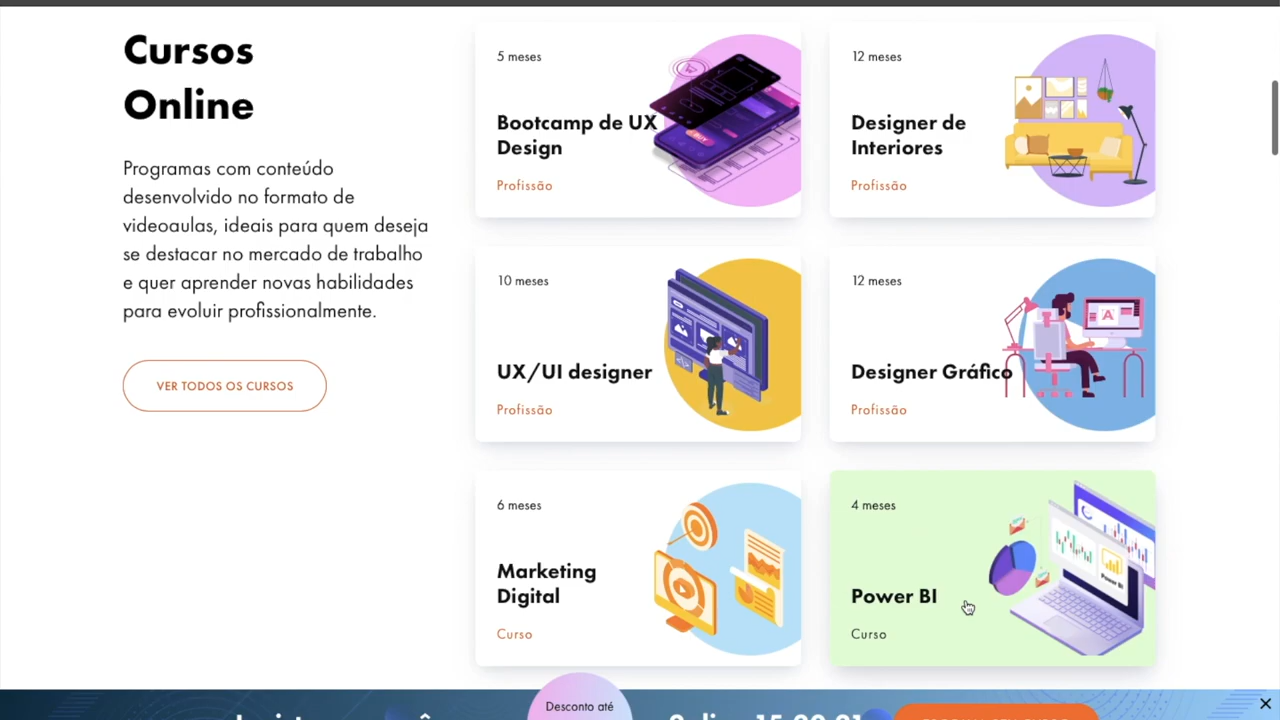 Cursos
Online
Programas com conteúdo
desenvolvido no formato de
videoaulas, ideais para quem deseja
se destacar no mercado de trabalho
e quer aprender novas habilidades
para evoluir profissionalmente.
VER TODOS OS CURSOS
5 meses
Bootcamp de UX
Design
Profissão
12 meses
Designer de
Interiores
Profissão
10 meses
UX/UI designer
Profissão
12 meses
Designer Gráfico
Profissão
6 meses
Marketing
Digital
Curso
4 meses
Power BI
Curso
Desconto até